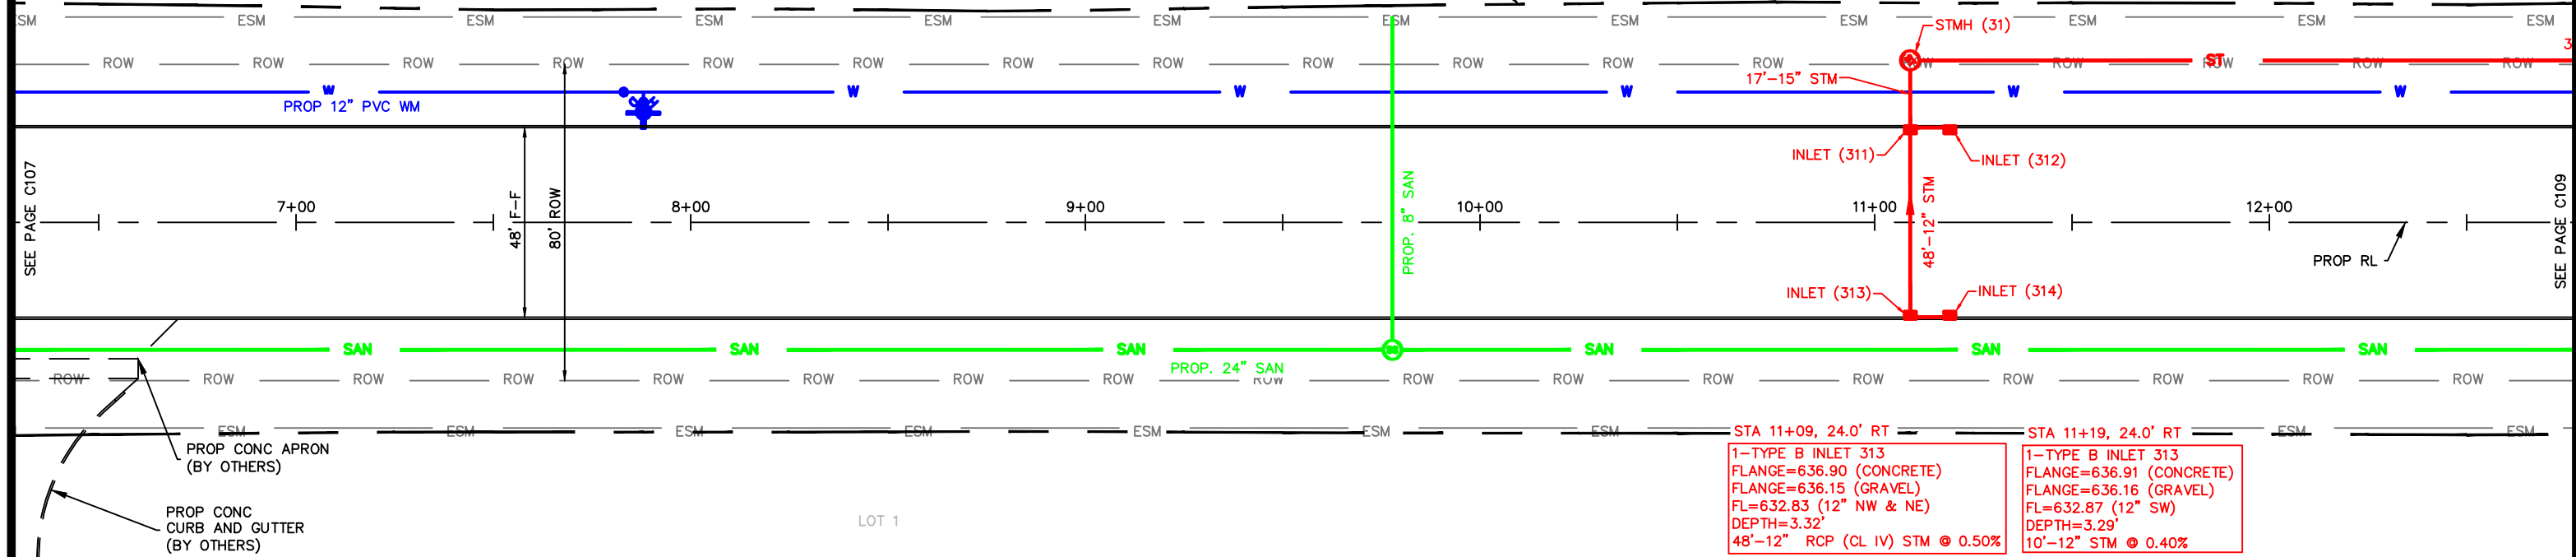 ESM ESM ESM ESM ESM ESM ESM ESM ESM ESM ESM ESM
STMH (31)
ROW ROW ROW ROW ROW ROW ROW ROW ROW ROW ROW ROW ROW ROW ROW ROW
ST
3
17'-15" STM
W W W W W W
PROP 12" PVC WM
INLET (311)
INLET (312)
SEE PAGE C107
48' F-F
80' ROW
PROP. 8" SAN
48'-12" STM
SEE PAGE C109
7+00 8+00 9+00 10+00 11+00 12+00
PROP RL
INLET (313)
INLET (314)
SAN SAN SAN SAN SAN SAN
SS
PROP. 24" SAN
ROW ROW ROW ROW ROW ROW ROW ROW ROW ROW ROW ROW ROW ROW ROW ROW ROW
ESM ESM ESM ESM ESM ESM ESM ESM ESM
PROP CONC APRON
(BY OTHERS)
PROP CONC
CURB AND GUTTER
(BY OTHERS)
LOT 1
STA 11+09, 24.0' RT
1-TYPE B INLET 313
FLANGE=636.90 (CONCRETE)
FLANGE=636.15 (GRAVEL)
FL=632.83 (12" NW & NE)
DEPTH=3.32'
48'-12" RCP (CL IV) STM @ 0.50%
STA 11+19, 24.0' RT
1-TYPE B INLET 313
FLANGE=636.91 (CONCRETE)
FLANGE=636.16 (GRAVEL)
FL=632.87 (12" SW)
DEPTH=3.29'
10'-12" STM @ 0.40%